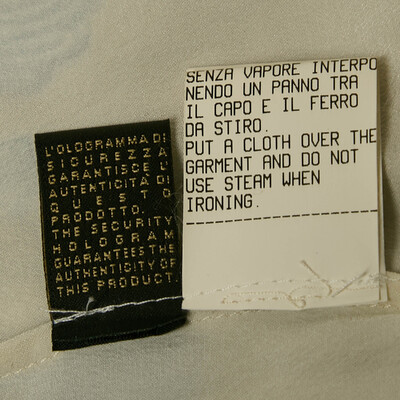 L'OLOGRAMMA DI
SICUREZZA
GARANTISCE L'
AUTENTICITÀ DI
QUESTO
PRODOTTO.
THE SECURITY
HOLOGRAM
GUARANTEES THE
AUTHENTICITY OF
THIS PRODUCT.
SENZA VAPORE INTERPO
NENDO UN PANNO TRA
IL CAPO E IL FERRO
DA STIRO.
PUT A CLOTH OVER THE
GARMENT AND DO NOT
USE STEAM WHEN
IRONING.